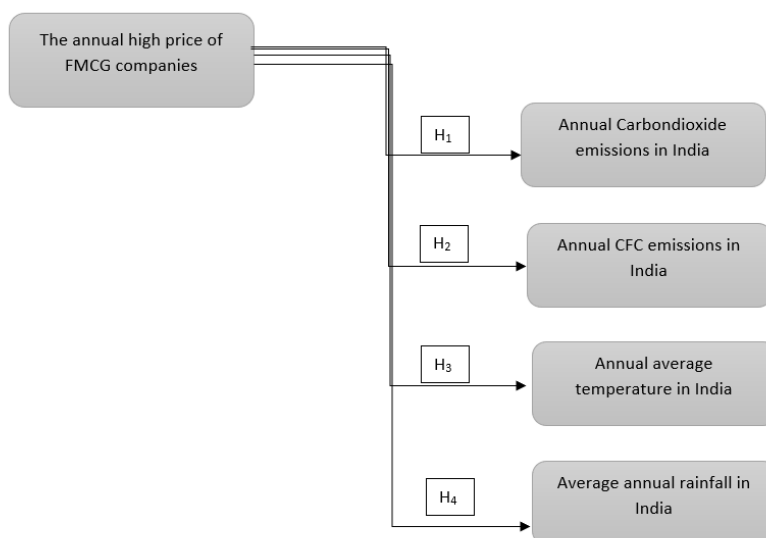 The annual high price of
FMCG companies
H1
Annual Carbondioxide
emissions in India
H2
Annual CFC emissions in
India
H3
Annual average
temperature in India
H4
Average annual rainfall in
India